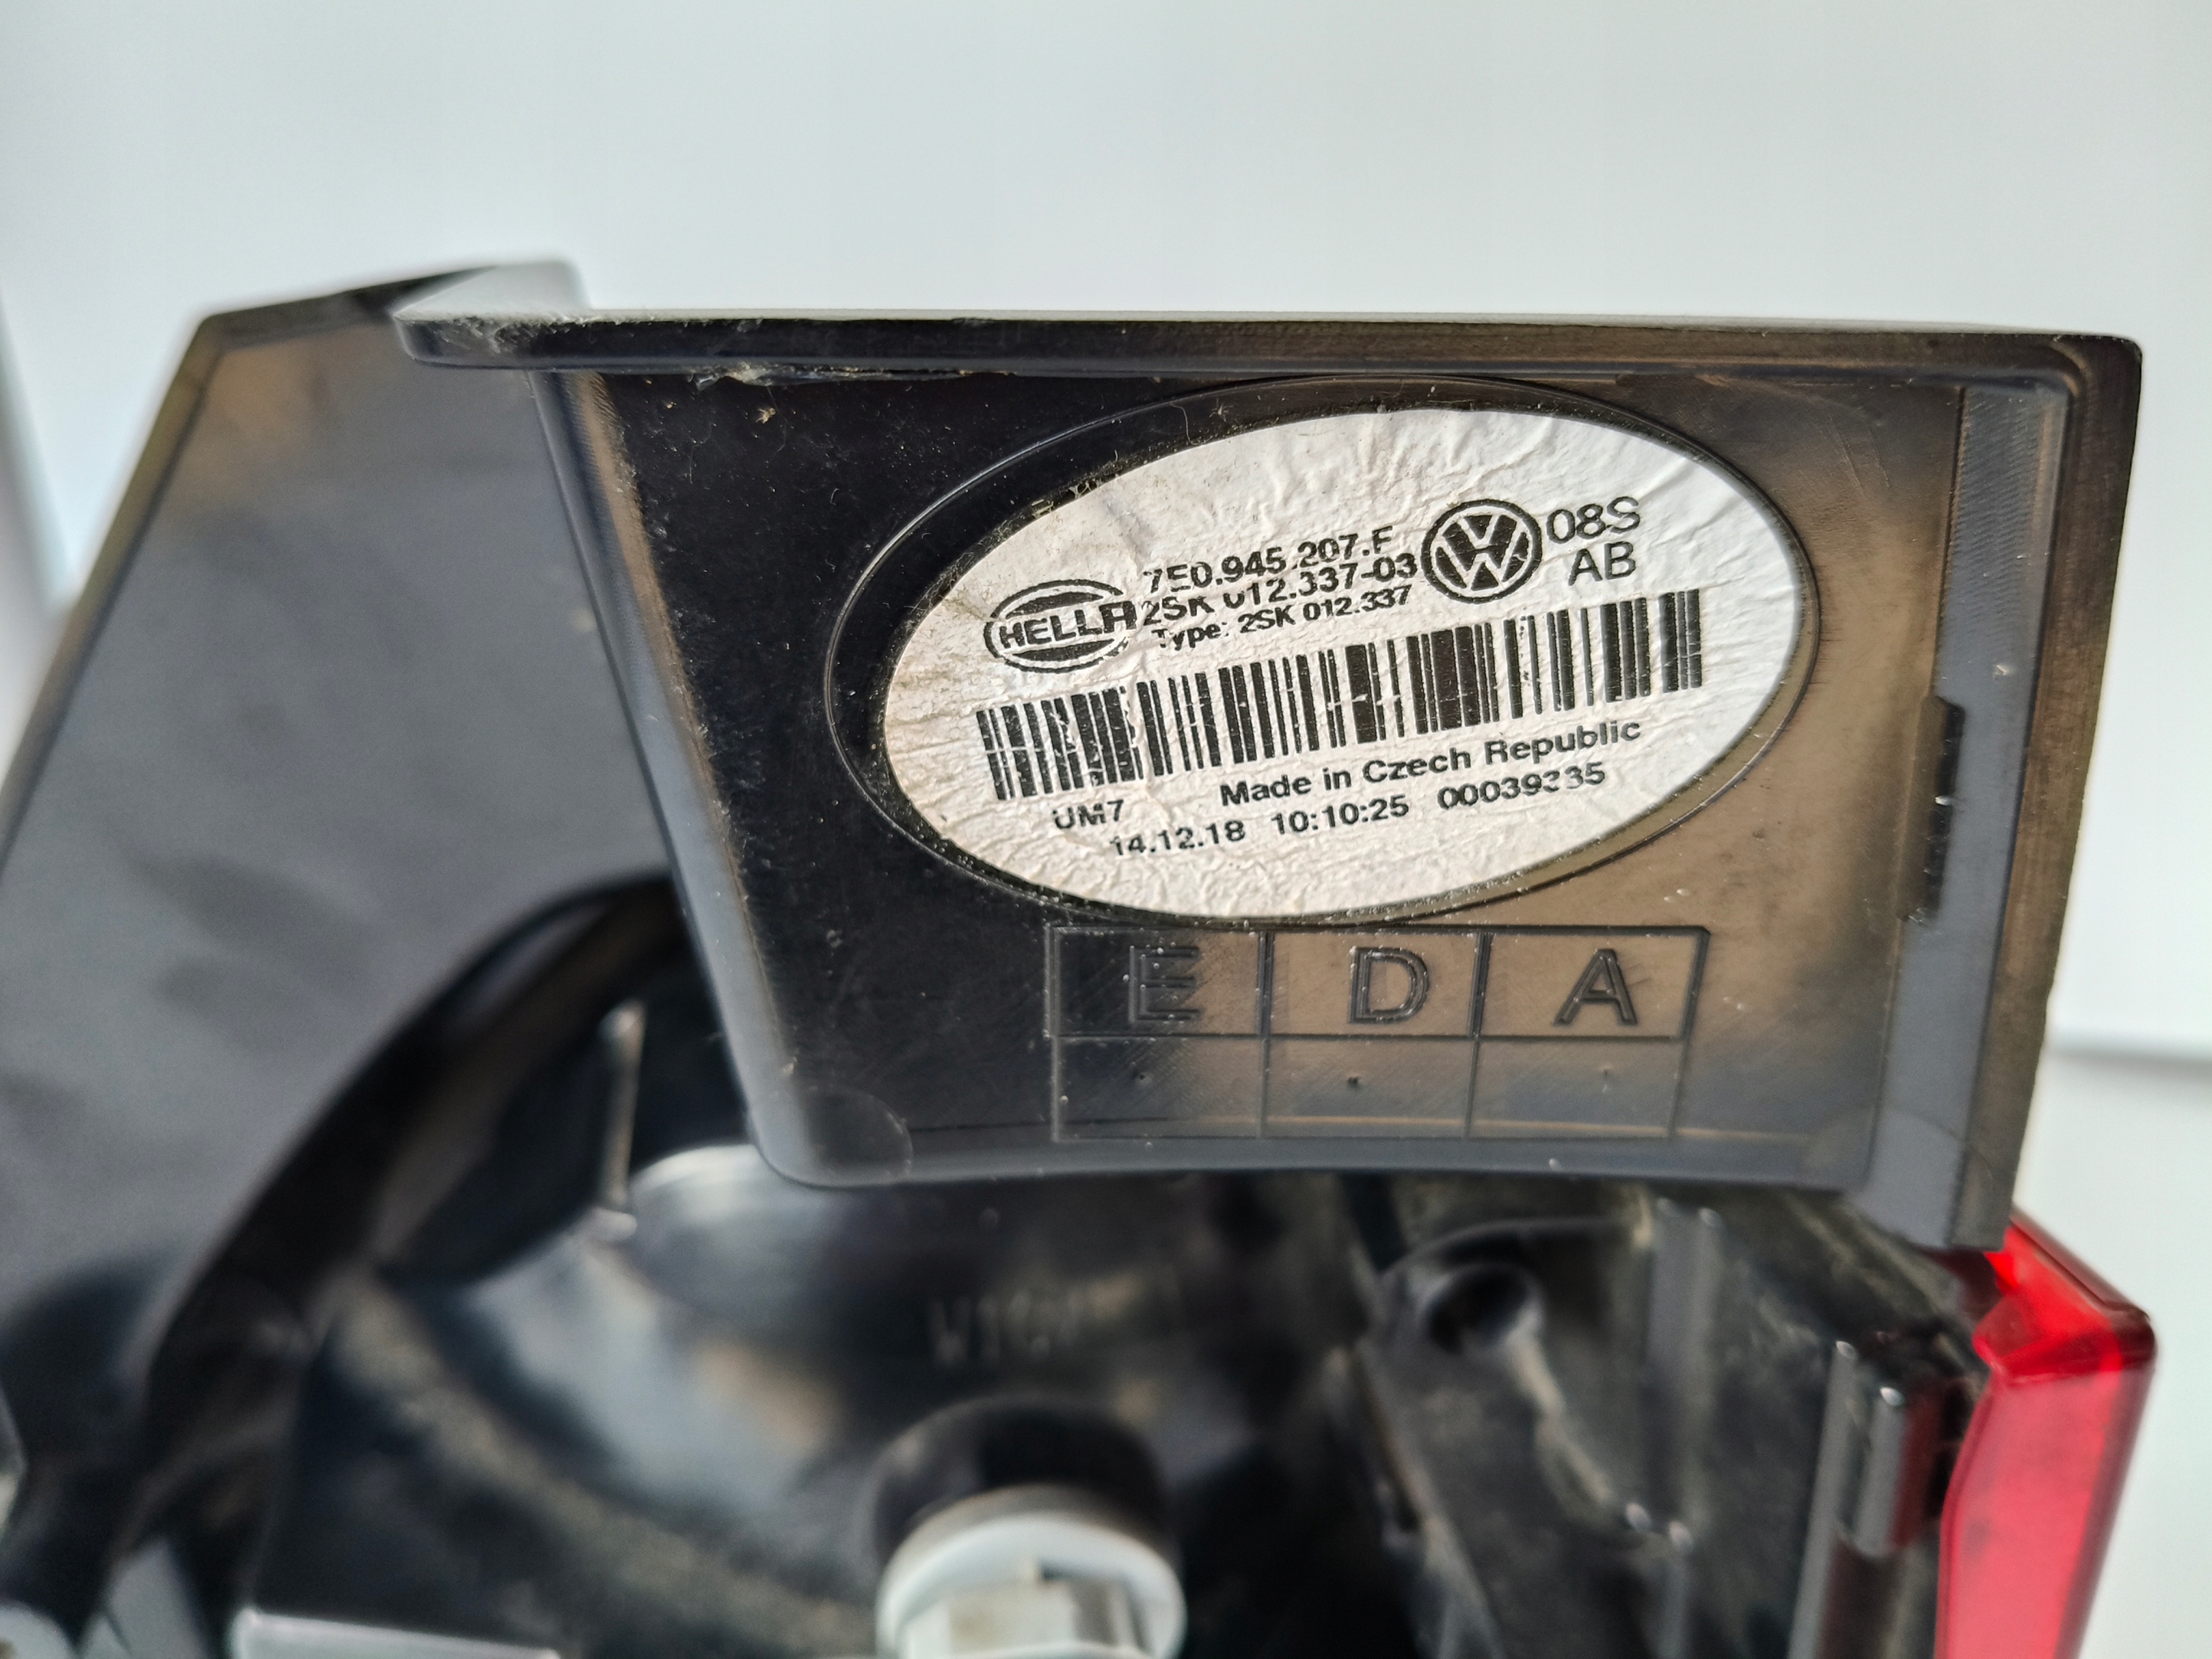 7E0.945.207.F
HELLA 2SK 012.337-03
Type: 2SK 012.337
08S
AB
Made in Czech Republic
UM7
14.12.18 10:10:25 00039335
E D A